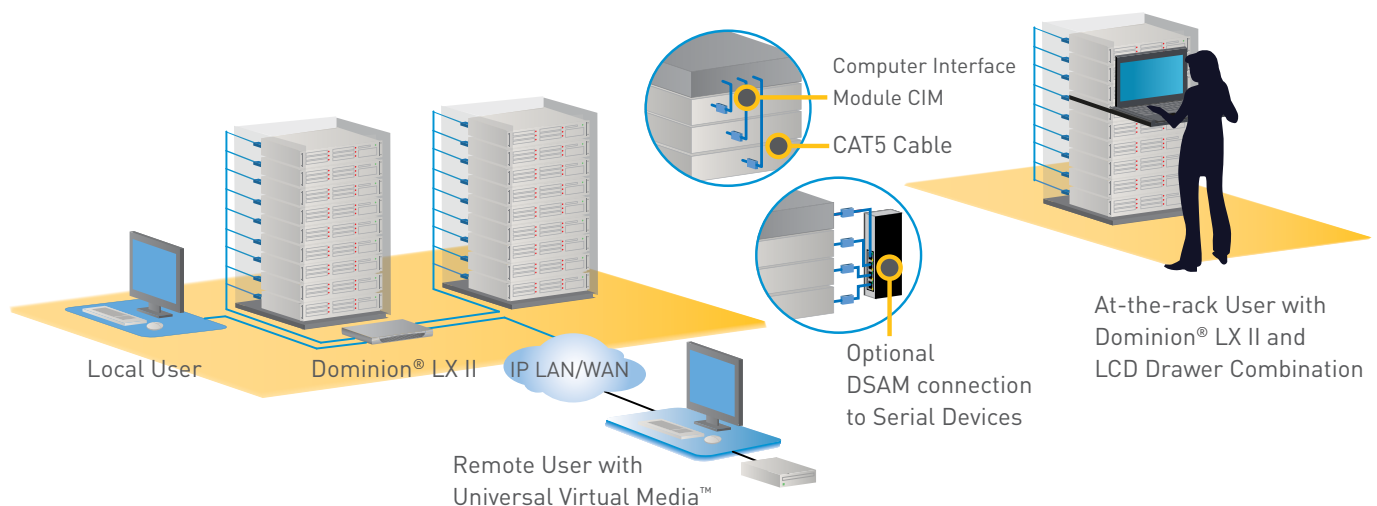 Computer Interface
Module CIM
CAT5 Cable
Local User
Dominion® LX II
IP LAN/WAN
Optional
DSAM connection
to Serial Devices
At-the-rack User with
Dominion® LX II and
LCD Drawer Combination
Remote User with
Universal Virtual Media™